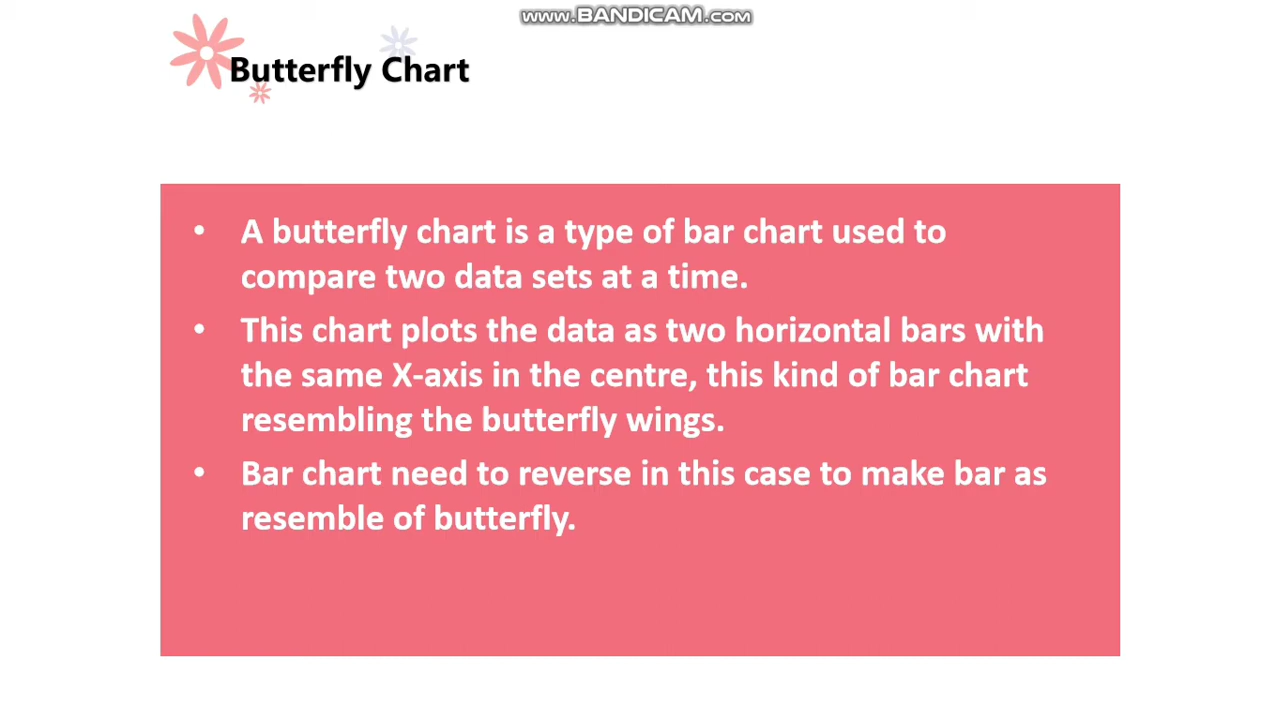 www.BANDICAM.com
Butterfly Chart
• A butterfly chart is a type of bar chart used to
compare two data sets at a time.
• This chart plots the data as two horizontal bars with
the same X-axis in the centre, this kind of bar chart
resembling the butterfly wings.
• Bar chart need to reverse in this case to make bar as
resemble of butterfly.